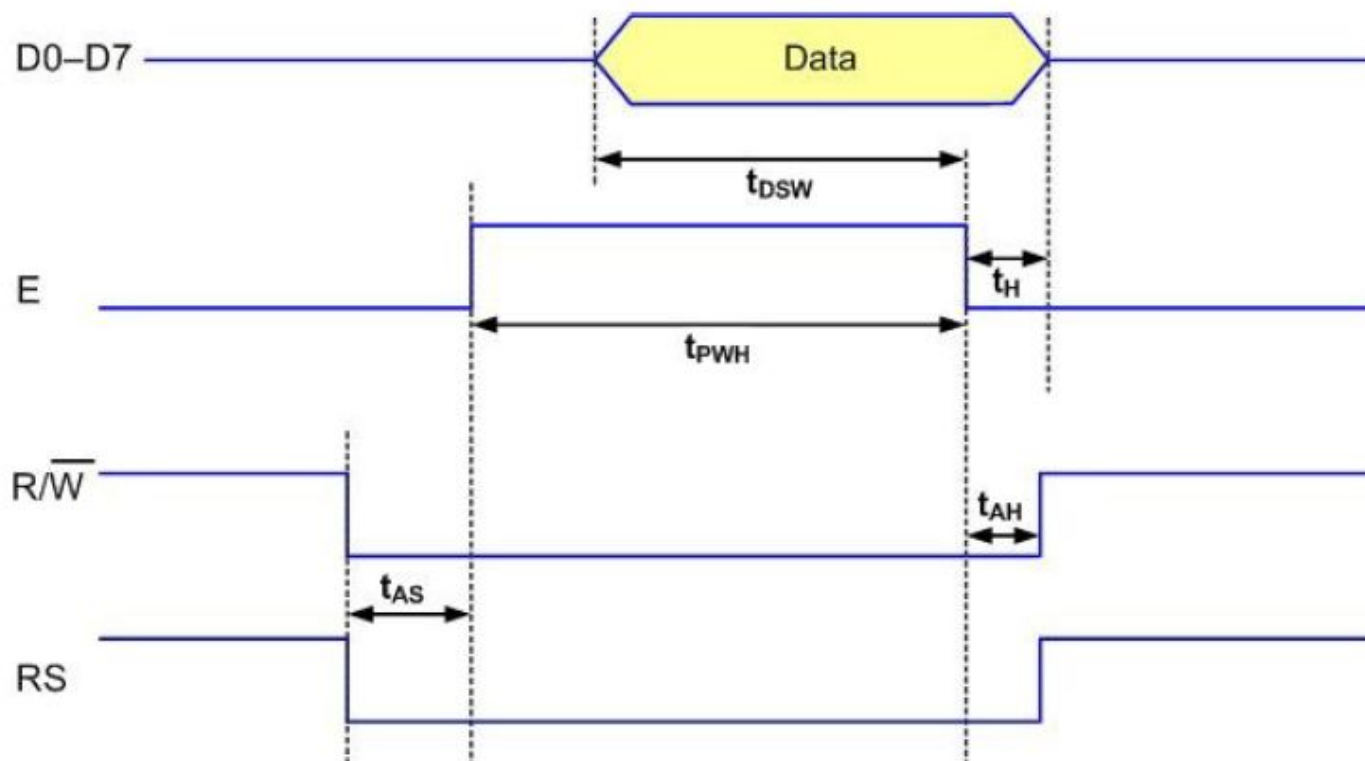 D0–D7
Data
tDSW
E
tH
tPWH
R/W̅
tAH
tAS
RS